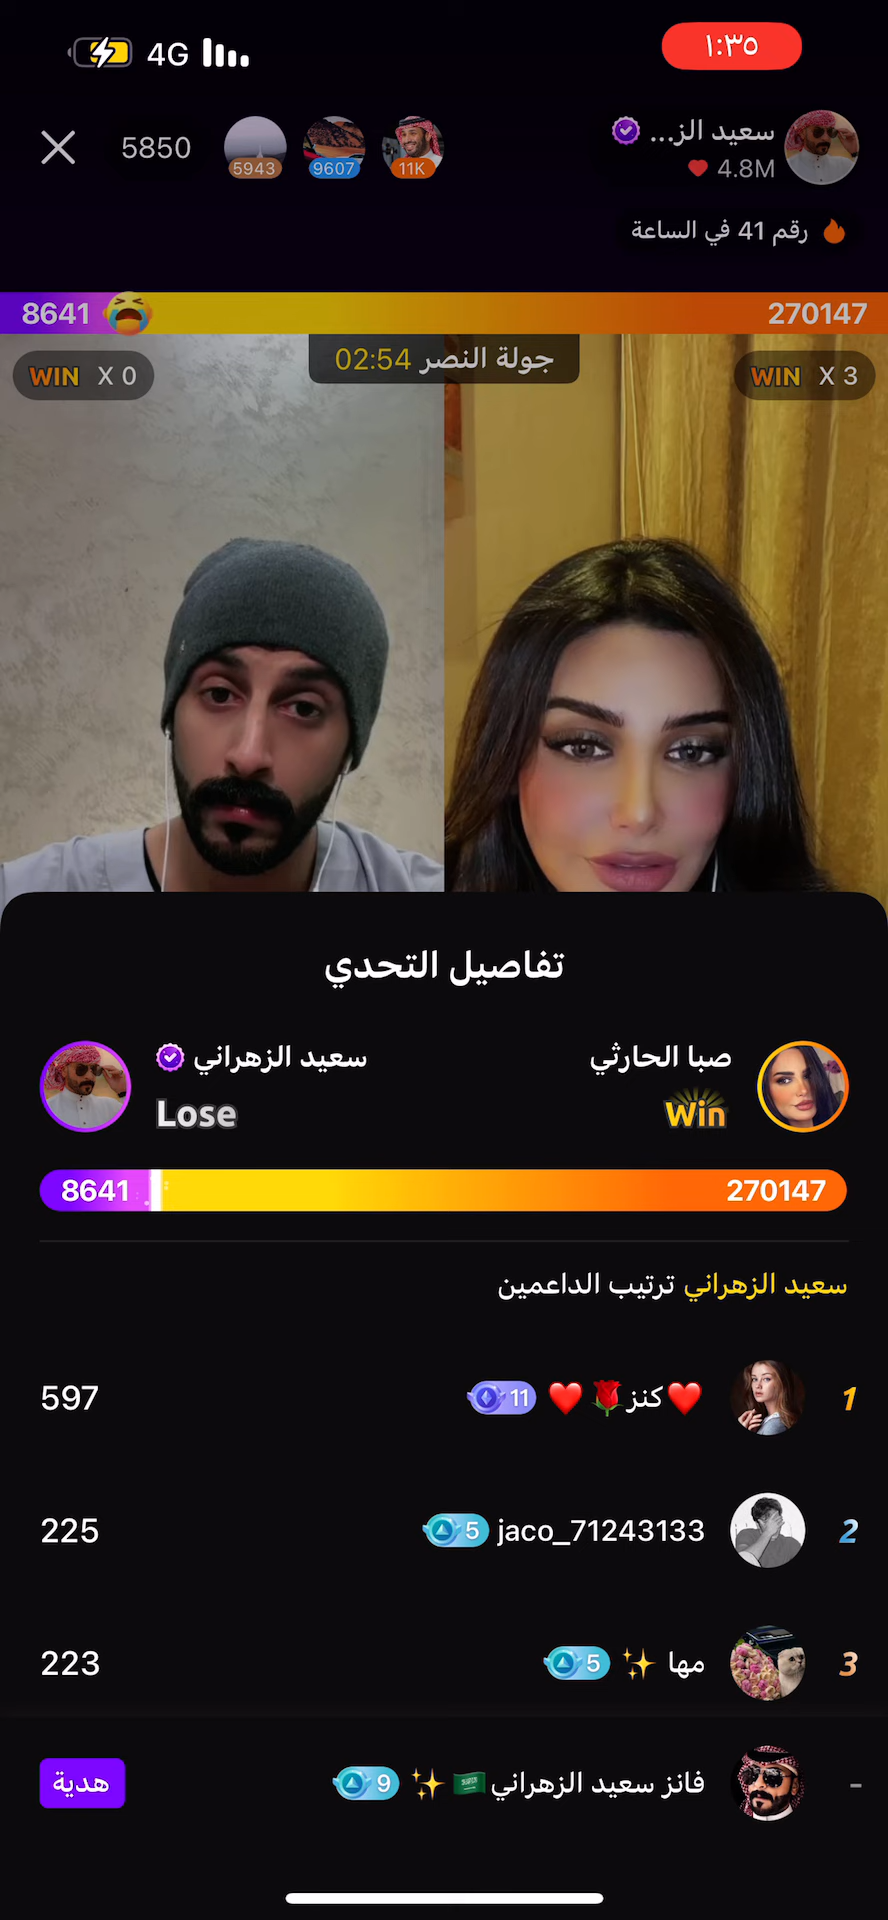 4G
١:٣٥
سعيد الز...
4.8M
5850
5943
9607
11K
رقم 41 في الساعة
8641
270147
WIN X 0
جولة النصر 02:54
WIN X 3
تفاصيل التحدي
سعيد الزهراني
Lose
صبا الحارثي
Win
8641
270147
سعيد الزهراني ترتيب الداعمين
1 ❤️كنز🌹❤️ 11 597
2 jaco_71243133 5 225
3 مها ✨ 5 223
- فانز سعيد الزهراني🇸🇦✨ 9 هدية